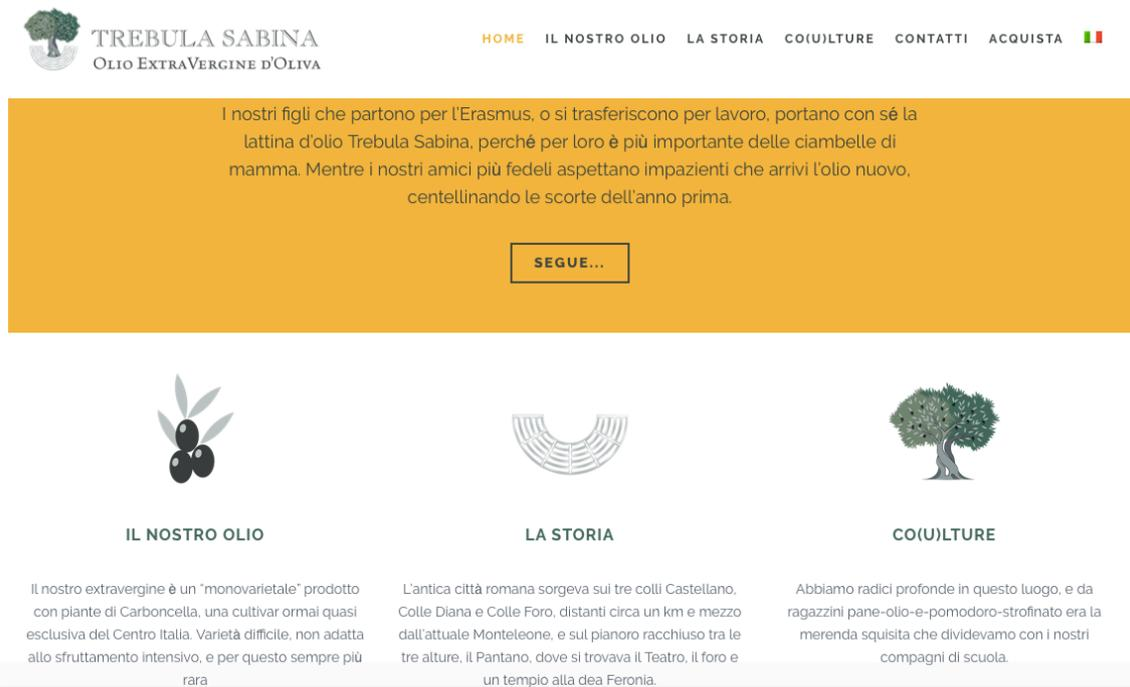 TREBULA SABINA
OLIO EXTRAVERGINE D'OLIVA
HOME IL NOSTRO OLIO LA STORIA CO(U)LTURE CONTATTI ACQUISTA
I nostri figli che partono per l'Erasmus, o si trasferiscono per lavoro, portano con sé la
lattina d'olio Trebula Sabina, perché per loro è più importante delle ciambelle di
mamma. Mentre i nostri amici più fedeli aspettano impazienti che arrivi l'olio nuovo,
centellinando le scorte dell'anno prima.
SEGUE...
IL NOSTRO OLIO
Il nostro extravergine è un “monovarietale” prodotto
con piante di Carboncella, una cultivar ormai quasi
esclusiva del Centro Italia. Varietà difficile, non adatta
allo sfruttamento intensivo, e per questo sempre più
rara
LA STORIA
L'antica città romana sorgeva sui tre colli Castellano,
Colle Diana e Colle Foro, distanti circa un km e mezzo
dall'attuale Monteleone, e sul pianoro racchiuso tra le
tre alture, il Pantano, dove si trovava il Teatro, il foro e
un tempio alla dea Feronia.
CO(U)LTURE
Abbiamo radici profonde in questo luogo, e da
ragazzini pane-olio-e-pomodoro-strofinato era la
merenda squisita che dividevamo con i nostri
compagni di scuola.